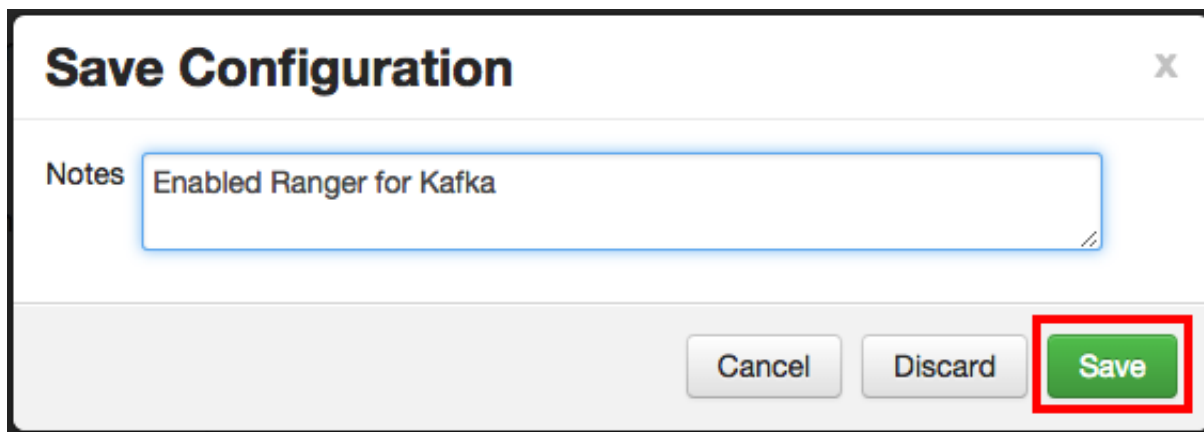 Save Configuration x
Notes Enabled Ranger for Kafka
Cancel Discard Save